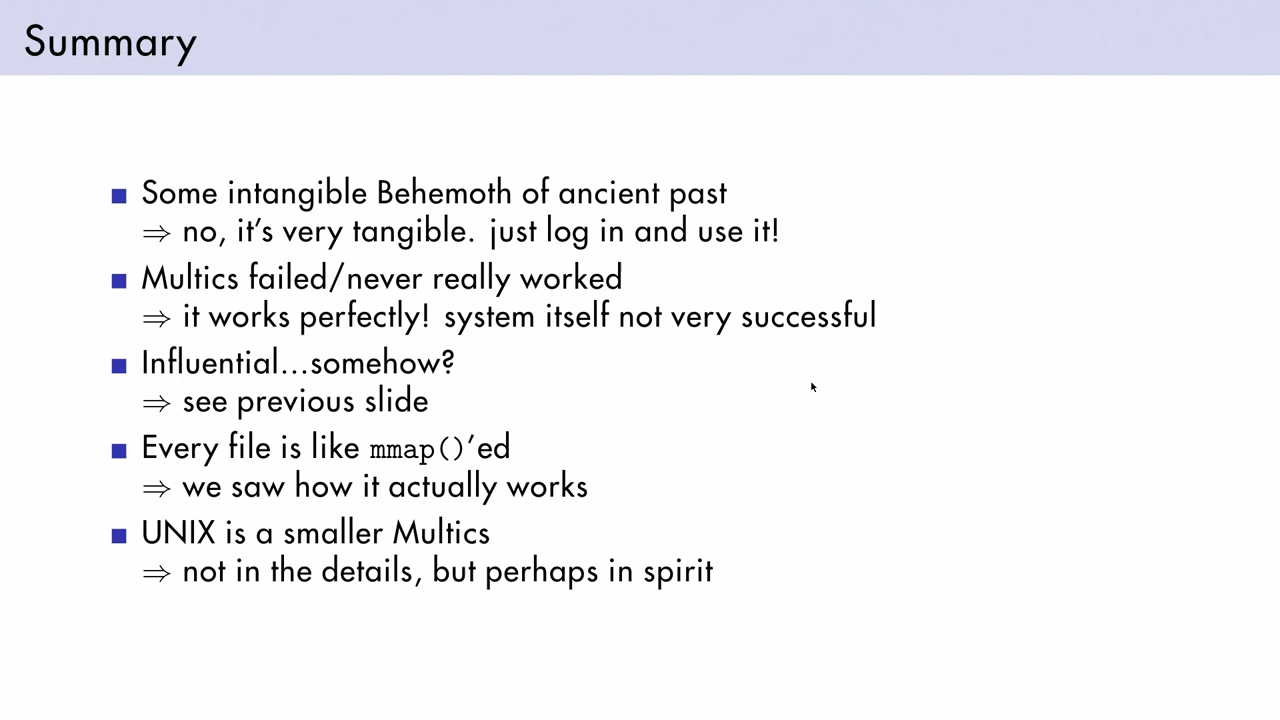 Summary
■ Some intangible Behemoth of ancient past
⇒ no, it's very tangible. just log in and use it!
■ Multics failed/never really worked
⇒ it works perfectly! system itself not very successful
■ Influential...somehow?
⇒ see previous slide
■ Every file is like mmap()'ed
⇒ we saw how it actually works
■ UNIX is a smaller Multics
⇒ not in the details, but perhaps in spirit